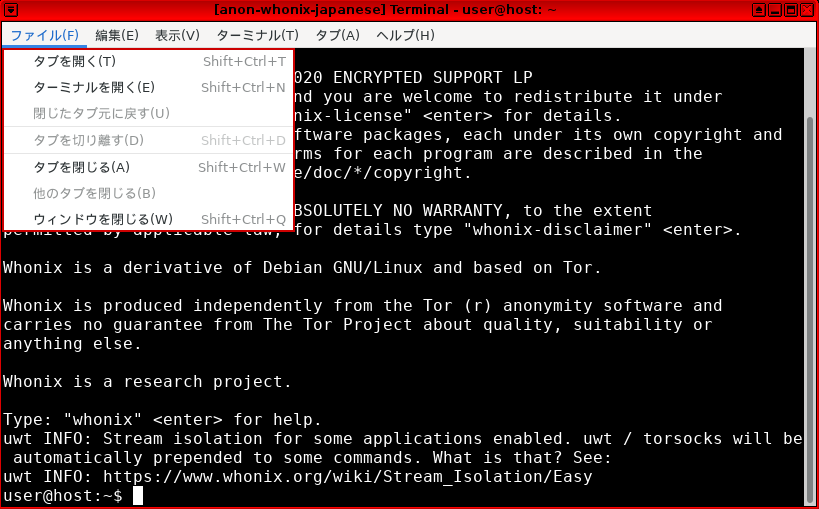 [anon-whonix-japanese] Terminal - user@host: ~
ファイル(F) 編集(E) 表示(V) ターミナル(T) タブ(A) ヘルプ(H)
タブを開く(T) Shift+Ctrl+T
ターミナルを開く(E) Shift+Ctrl+N
閉じたタブ元に戻す(U)
タブを切り離す(D) Shift+Ctrl+D
タブを閉じる(A) Shift+Ctrl+W
他のタブを閉じる(B)
ウィンドウを閉じる(W) Shift+Ctrl+Q
020 ENCRYPTED SUPPORT LP
nd you are welcome to redistribute it under
nix-license" <enter> for details.
ftware packages, each under its own copyright and
rms for each program are described in the
e/doc/*/copyright.
BSOLUTELY NO WARRANTY, to the extent
permitted by applicable law; for details type "whonix-disclaimer" <enter>.
Whonix is a derivative of Debian GNU/Linux and based on Tor.
Whonix is produced independently from the Tor (r) anonymity software and
carries no guarantee from The Tor Project about quality, suitability or
anything else.
Whonix is a research project.
Type: "whonix" <enter> for help.
uwt INFO: Stream isolation for some applications enabled. uwt / torsocks will be
automatically prepended to some commands. What is that? See:
uwt INFO: https://www.whonix.org/wiki/Stream_Isolation/Easy
user@host:~$